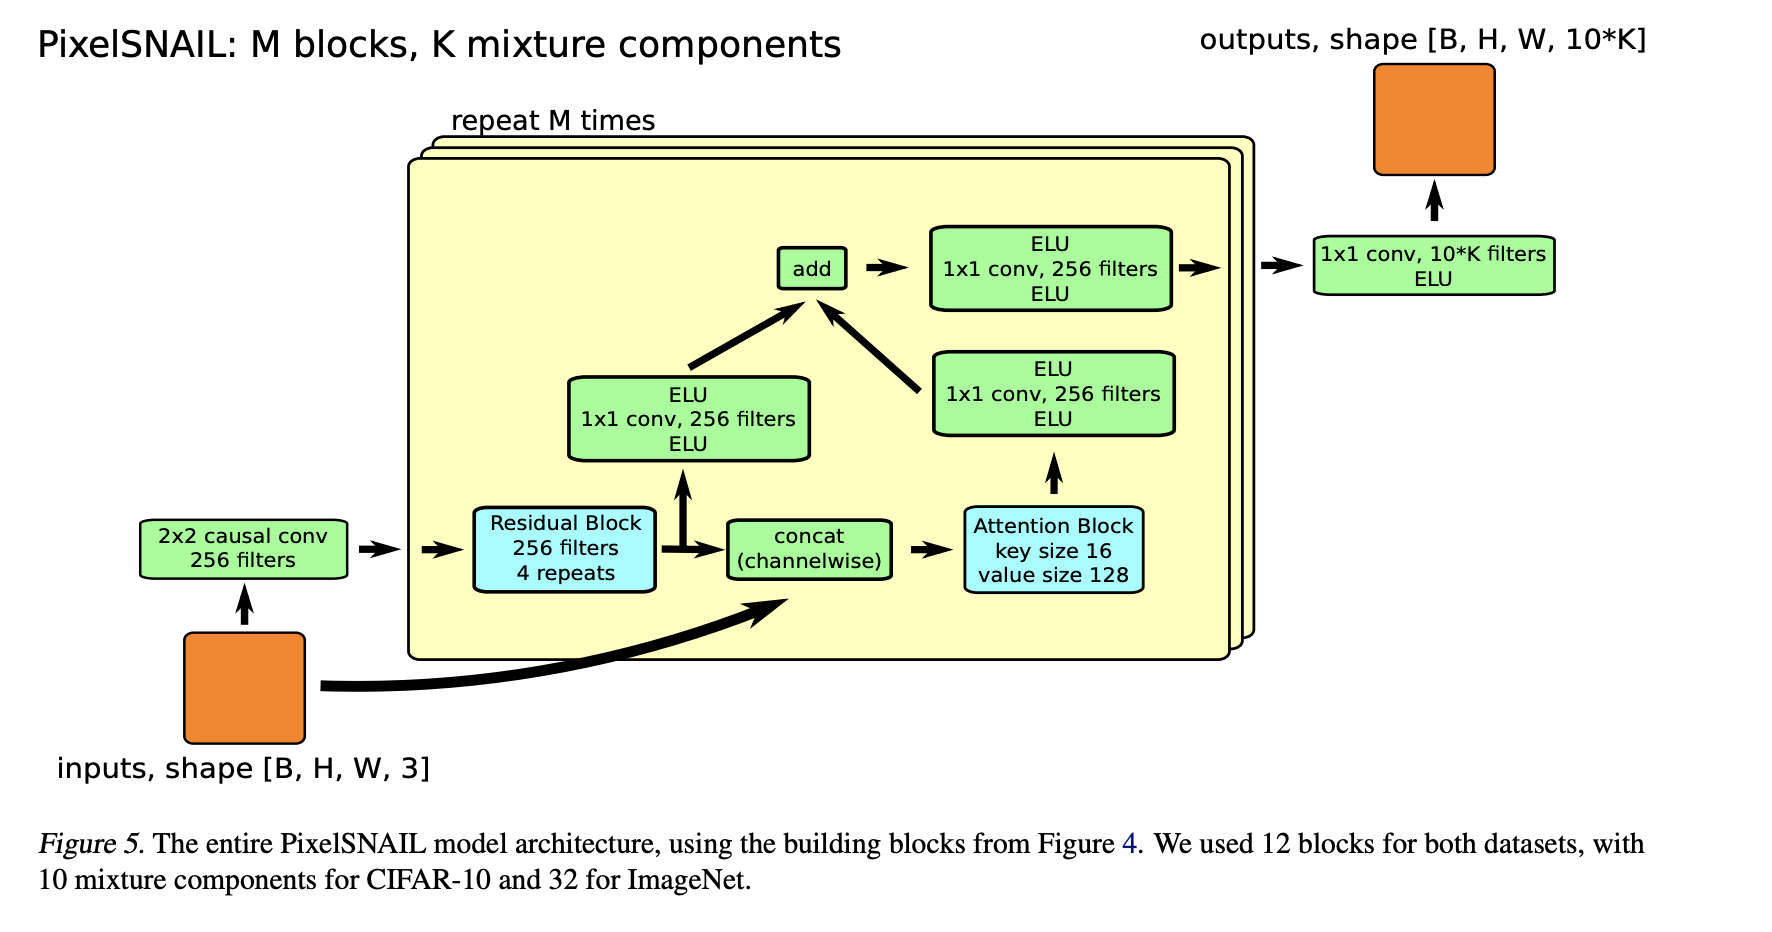 PixelSNAIL: M blocks, K mixture components
outputs, shape [B, H, W, 10*K]
repeat M times
add
ELU
1x1 conv, 256 filters
ELU
1x1 conv, 10*K filters
ELU
ELU
1x1 conv, 256 filters
ELU
ELU
1x1 conv, 256 filters
ELU
2x2 causal conv
256 filters
Residual Block
256 filters
4 repeats
concat
(channelwise)
Attention Block
key size 16
value size 128
inputs, shape [B, H, W, 3]
Figure 5. The entire PixelSNAIL model architecture, using the building blocks from Figure 4. We used 12 blocks for both datasets, with
10 mixture components for CIFAR-10 and 32 for ImageNet.